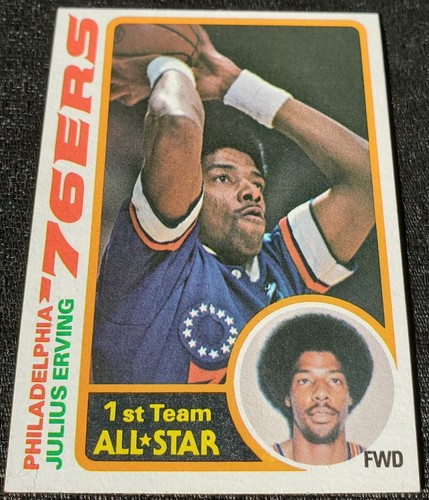 PHILADELPHIA 76ERS
JULIUS ERVING
1st Team
ALL★STAR
FWD